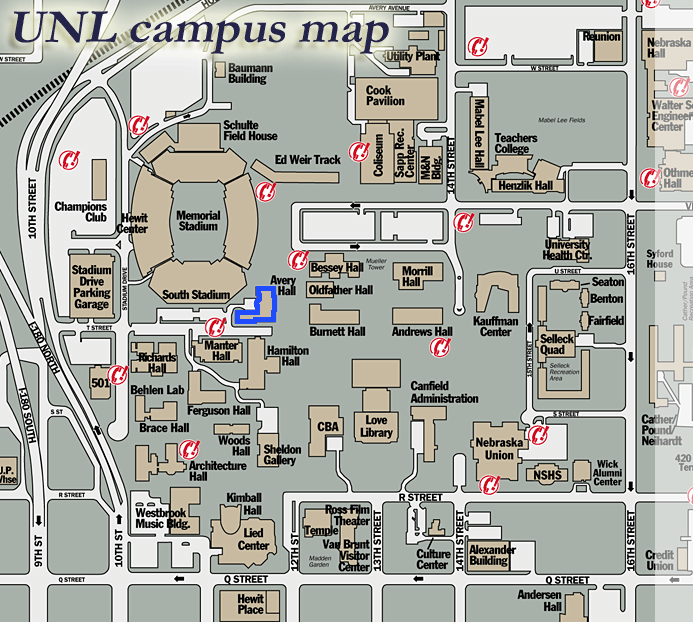 UNL campus map
AVERY AVENUE
W STREET
Baumann
Building
Utility Plant
Reunion
Nebraska
Hall
W STREET
Cook
Pavilion
Mabel Lee Hall
Mabel Lee Fields
Walter Sc
Engineer
Center
Schulte
Field House
Coliseum
Sapp Rec.
Center
M&N
Bldg.
14TH STREET
Teachers
College
Ed Weir Track
Henzlik Hall
Othme
Hall
10TH STREET
Champions
Club
Hewit
Center
Memorial
Stadium
16TH STREET
University
Health Ctr.
Syford
House
Stadium
Drive
Parking
Garage
STADIUM DRIVE
South Stadium
Avery
Hall
Bessey Hall
Mueller
Tower
Oldfather Hall
Morrill
Hall
U STREET
Seaton
Benton
Fairfield
Kauffman
Center
Burnett Hall
Andrews Hall
T STREET
I-180 NORTH
I-180 SOUTH
Richards
Hall
Manter
Hall
Hamilton
Hall
15TH STREET
Selleck
Quad
Selleck
Recreation
Area
501
Behlen Lab
Ferguson Hall
Canfield
Administration
S ST
S STREET
Brace Hall
Woods
Hall
CBA
Love
Library
Cather/
Pound/
Neihardt
Sheldon
Gallery
Nebraska
Union
Architecture
Hall
NSHS
Wick
Alumni
Center
420
Ter
J.P.
Whse
R STREET
R STREET
Kimball
Hall
Westbrook
Music Bldg.
Lied
Center
Ross Film
Theater
Temple
Van Brunt
Visitor
Center
Madden
Garden
9TH ST
10TH ST
12TH ST
13TH STREET
Culture
Center
14TH STREET
Alexander
Building
16TH STREET
Credit
Union
Q STREET
Q STREET
Q STREET
Hewit
Place
Andersen
Hall